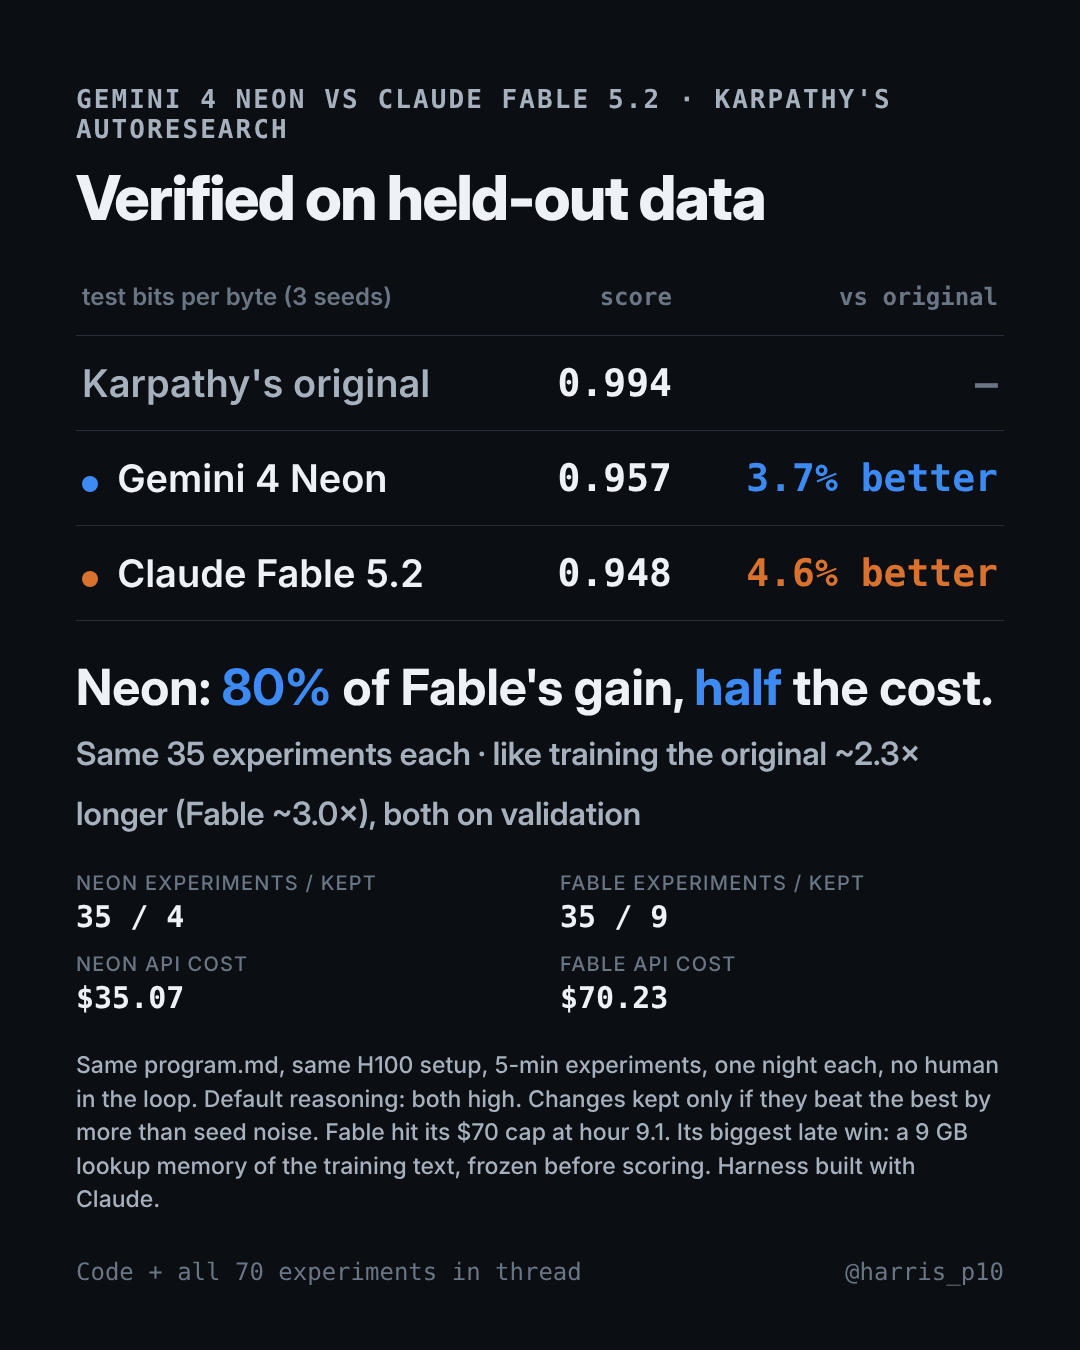 GEMINI 4 NEON VS CLAUDE FABLE 5.2 · KARPATHY'S
AUTORESEARCH
Verified on held-out data
test bits per byte (3 seeds) score vs original
Karpathy's original 0.994 —
Gemini 4 Neon 0.957 3.7% better
Claude Fable 5.2 0.948 4.6% better
Neon: 80% of Fable's gain, half the cost.
Same 35 experiments each · like training the original ~2.3×
longer (Fable ~3.0×), both on validation
NEON EXPERIMENTS / KEPT FABLE EXPERIMENTS / KEPT
35 / 4 35 / 9
NEON API COST FABLE API COST
$35.07 $70.23
Same program.md, same H100 setup, 5-min experiments, one night each, no human
in the loop. Default reasoning: both high. Changes kept only if they beat the best by
more than seed noise. Fable hit its $70 cap at hour 9.1. Its biggest late win: a 9 GB
lookup memory of the training text, frozen before scoring. Harness built with
Claude.
Code + all 70 experiments in thread @harris_p10